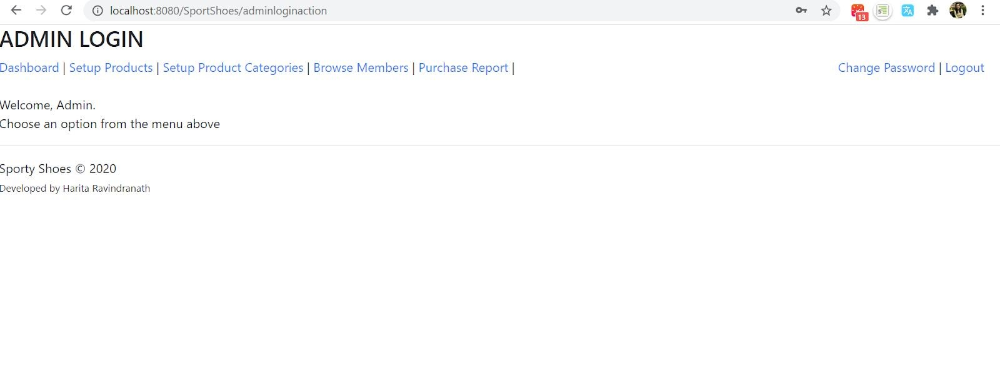 localhost:8080/SportShoes/adminloginaction
13
ADMIN LOGIN
Dashboard | Setup Products | Setup Product Categories | Browse Members | Purchase Report | Change Password | Logout
Welcome, Admin.
Choose an option from the menu above
Sporty Shoes © 2020
Developed by Harita Ravindranath